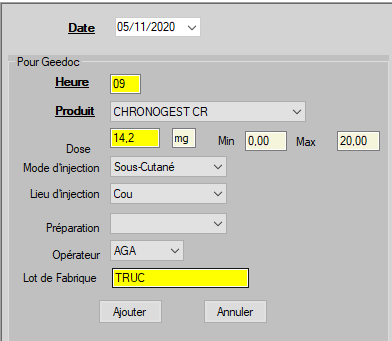 Date 05/11/2020
Pour Geedoc
Heure 09
Produit CHRONOGEST CR
Dose 14,2 mg Min 0,00 Max 20,00
Mode d'injection Sous-Cutané
Lieu d'injection Cou
Préparation
Opérateur AGA
Lot de Fabrique TRUC
Ajouter Annuler